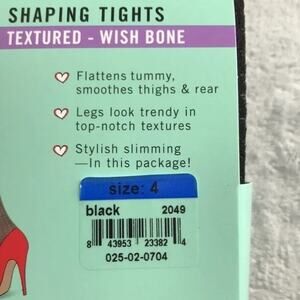 SHAPING TIGHTS
TEXTURED - WISH BONE
Flattens tummy,
smoothes thighs & rear
Legs look trendy in
top-notch textures
Stylish slimming
—In this package!
size: 4
black 2049
8 43953 23382 4
025-02-0704